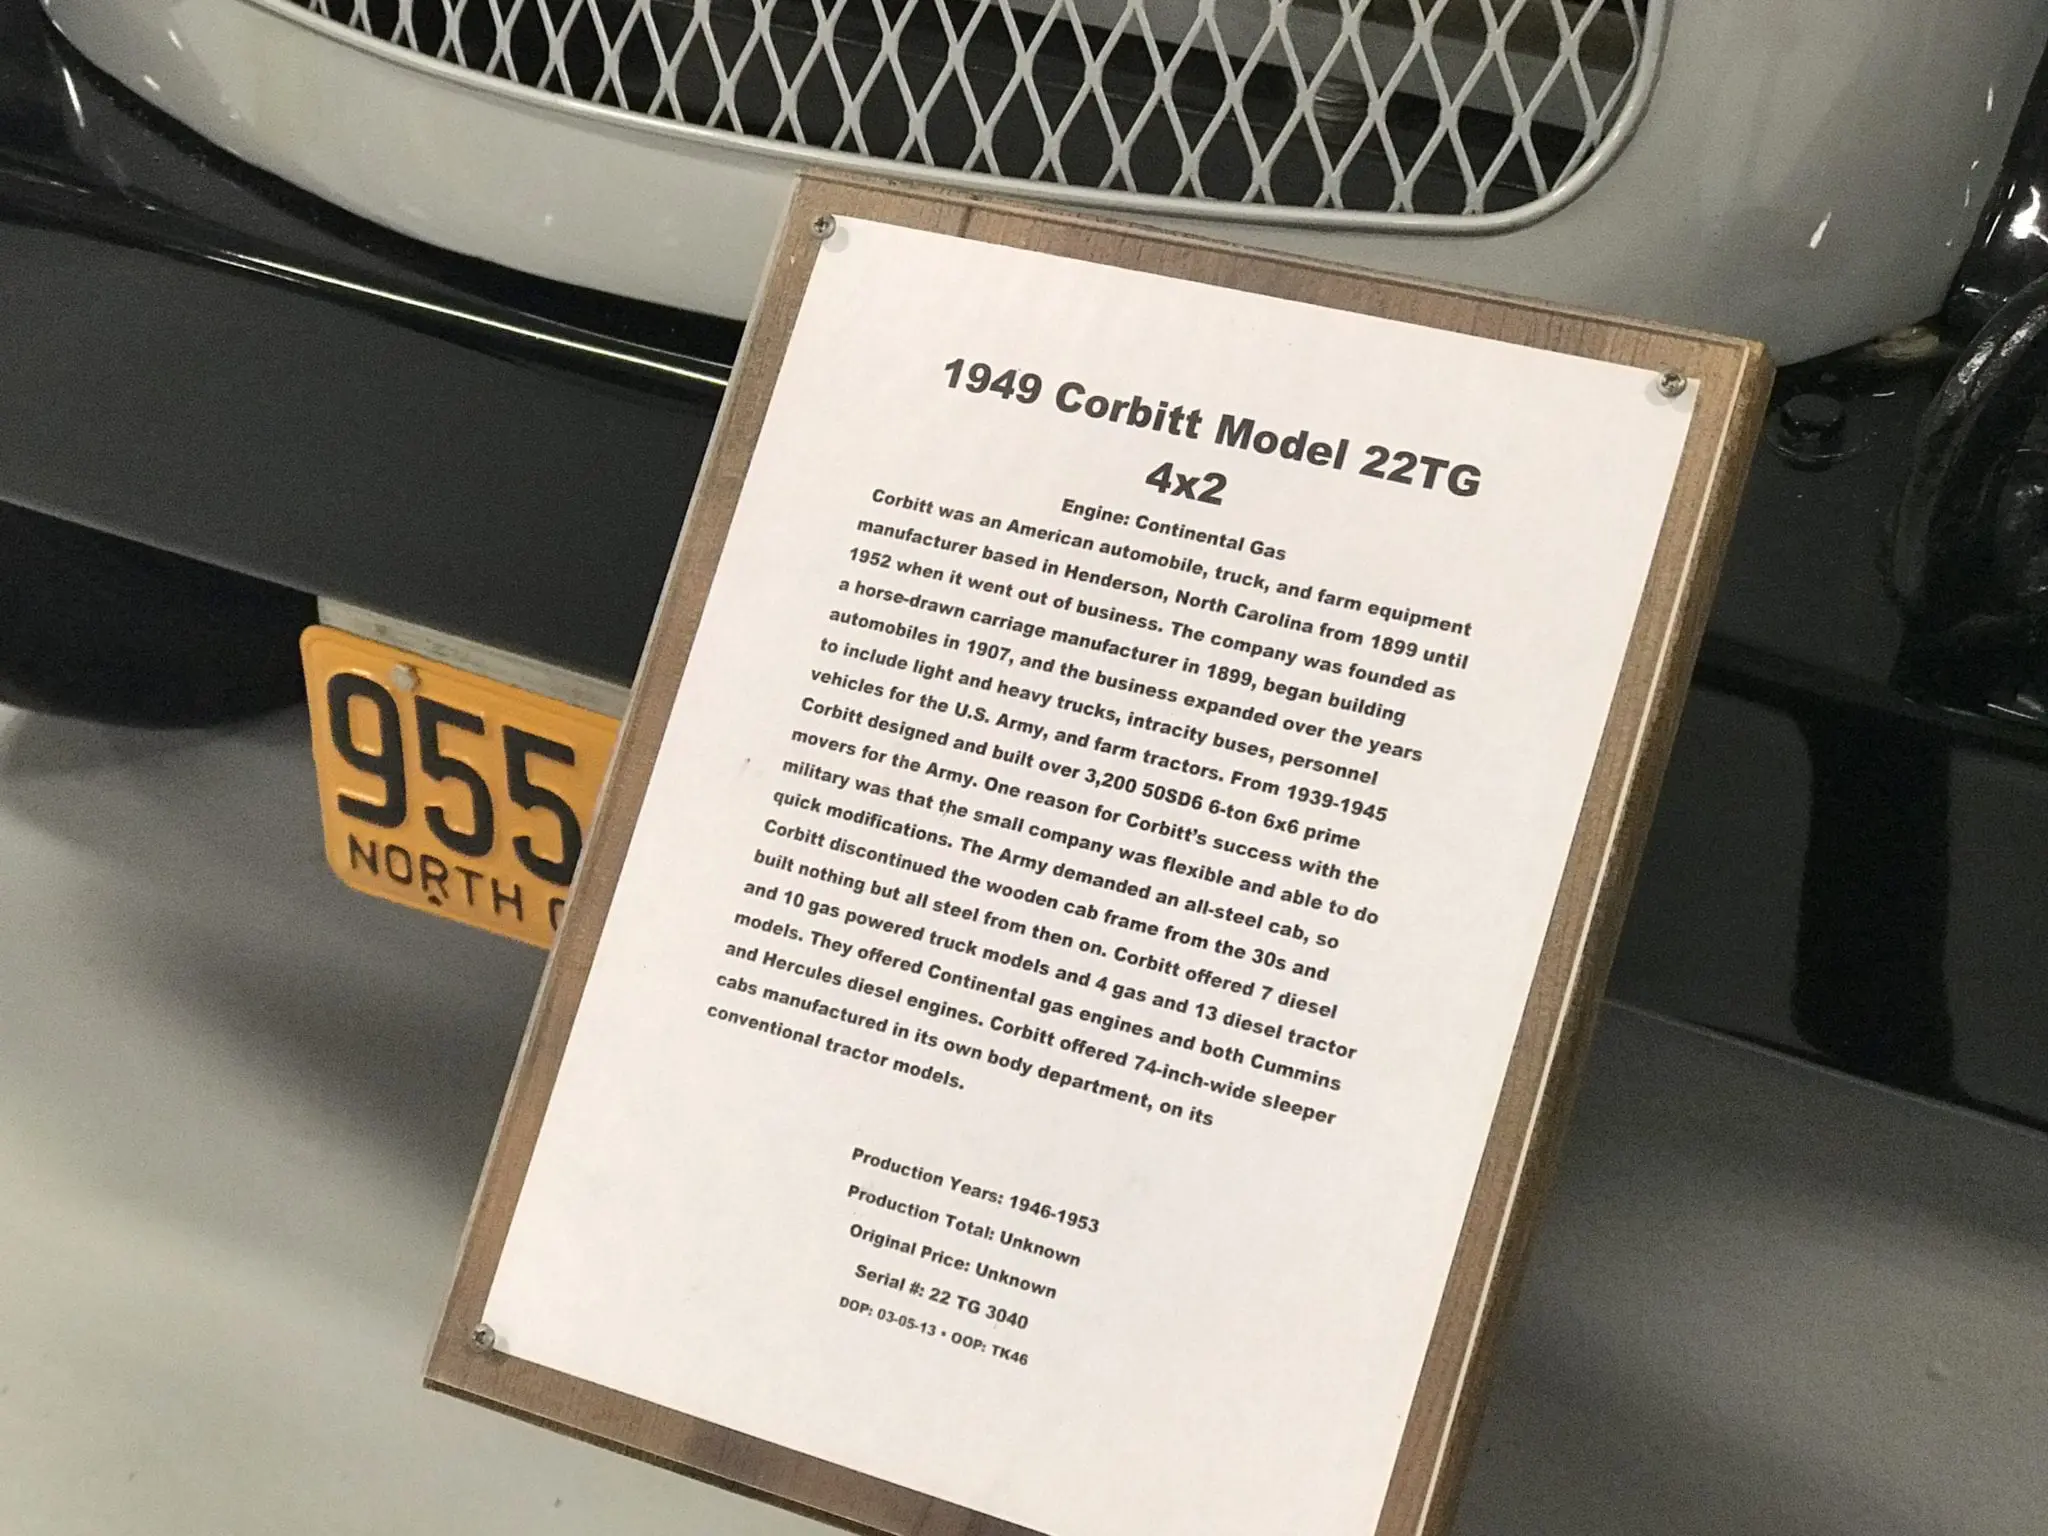 1949 Corbitt Model 22TG
4x2
Engine: Continental Gas
Corbitt was an American automobile, truck, and farm equipment
manufacturer based in Henderson, North Carolina from 1899 until
1952 when it went out of business. The company was founded as
a horse-drawn carriage manufacturer in 1899, began building
automobiles in 1907, and the business expanded over the years
to include light and heavy trucks, intracity buses, personnel
vehicles for the U.S. Army, and farm tractors. From 1939-1945
Corbitt designed and built over 3,200 50SD6 6-ton 6x6 prime
movers for the Army. One reason for Corbitt's success with the
military was that the small company was flexible and able to do
quick modifications. The Army demanded an all-steel cab, so
Corbitt discontinued the wooden cab frame from the 30s and
built nothing but all steel from then on. Corbitt offered 7 diesel
and 10 gas powered truck models and 4 gas and 13 diesel tractor
models. They offered Continental gas engines and both Cummins
and Hercules diesel engines. Corbitt offered 74-inch-wide sleeper
cabs manufactured in its own body department, on its
conventional tractor models.
Production Years: 1946-1953
Production Total: Unknown
Original Price: Unknown
Serial #: 22 TG 3040
DOP: 03-05-13 • OOP: TK46
955
NORTH